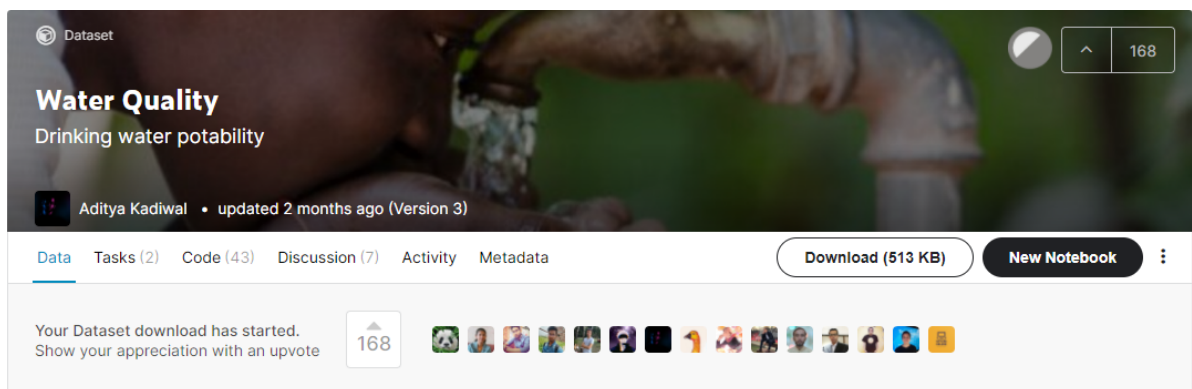 Dataset
168
Water Quality
Drinking water potability
Aditya Kadiwal • updated 2 months ago (Version 3)
Data Tasks (2) Code (43) Discussion (7) Activity Metadata Download (513 KB) New Notebook
Your Dataset download has started.
Show your appreciation with an upvote
168